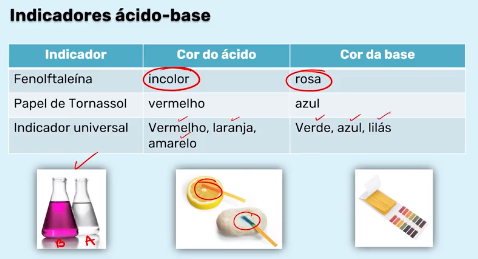 Indicadores ácido-base
Indicador Cor do ácido Cor da base
Fenolftaleína incolor rosa
Papel de Tornassol vermelho azul
Indicador universal Vermelho, laranja, Verde, azul, lilás
amarelo
B A